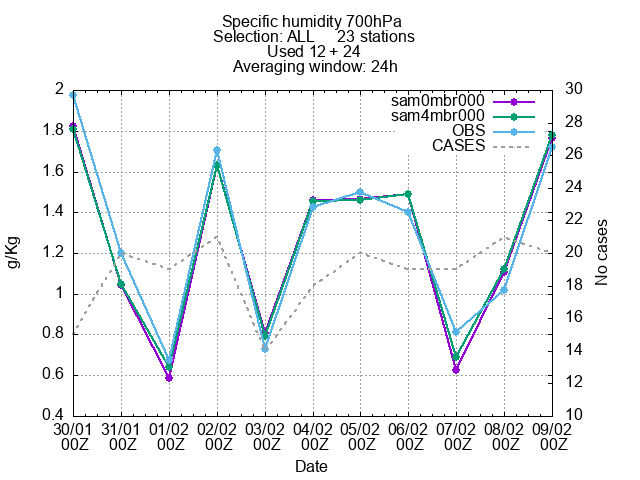 Specific humidity 700hPa
Selection: ALL 23 stations
Used 12 + 24
Averaging window: 24h
g/Kg
2
1.8
1.6
1.4
1.2
1
0.8
0.6
0.4
sam0mbr000
sam4mbr000
OBS
CASES
30
28
26
24
22
20
18
16
14
12
10
No cases
30/01 31/01 01/02 02/02 03/02 04/02 05/02 06/02 07/02 08/02 09/02
00Z 00Z 00Z 00Z 00Z 00Z 00Z 00Z 00Z 00Z 00Z
Date